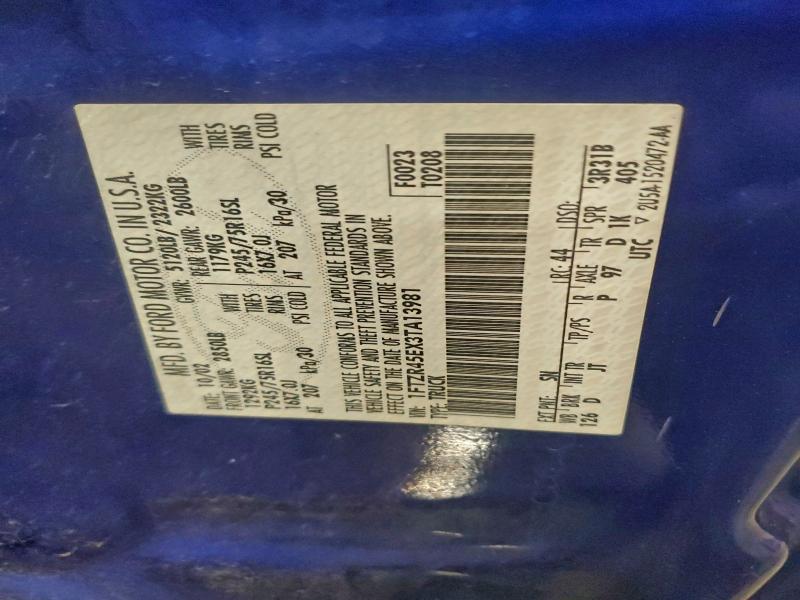 MFD. BY FORD MOTOR CO. IN U.S.A.
DATE: 10/02 GVWR: 5120LB/2322KG
FRONT GAWR: 2850LB REAR GAWR: 2600LB
1292KG WITH 1179KG WITH
P245/75R16SL TIRES P245/75R16SL TIRES
16X7.0J RIMS 16X7.0J RIMS
AT 207 kPa/30 PSI COLD AT 207 kPa/30 PSI COLD
THIS VEHICLE CONFORMS TO ALL APPLICABLE FEDERAL MOTOR
VEHICLE SAFETY AND THEFT PREVENTION STANDARDS IN
EFFECT ON THE DATE OF MANUFACTURE SHOWN ABOVE.
VIN: 1FTZR45EX3TA13981 F0023
TYPE: TRUCK T0208
EXT PNT: SN RC: 44 DSO:
WB BRK INT TR TP/PS R AXLE TR SPR 3R31B
126 D JT P 97 D 1K 405
UTC ▽ 2U5A-1520472-AA